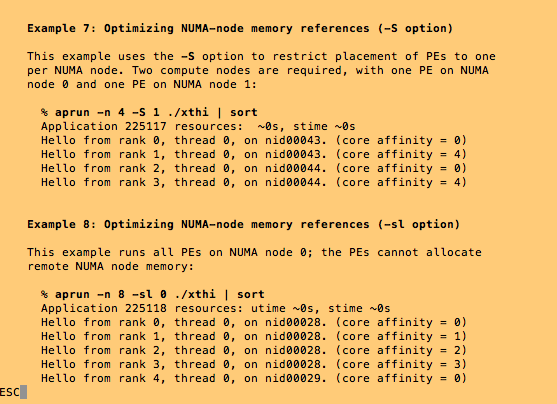 Example 7: Optimizing NUMA-node memory references (-S option)
This example uses the -S option to restrict placement of PEs to one
per NUMA node. Two compute nodes are required, with one PE on NUMA
node 0 and one PE on NUMA node 1:
% aprun -n 4 -S 1 ./xthi | sort
Application 225117 resources:  ~0s, stime ~0s
Hello from rank 0, thread 0, on nid00043. (core affinity = 0)
Hello from rank 1, thread 0, on nid00043. (core affinity = 4)
Hello from rank 2, thread 0, on nid00044. (core affinity = 0)
Hello from rank 3, thread 0, on nid00044. (core affinity = 4)
Example 8: Optimizing NUMA-node memory references (-sl option)
This example runs all PEs on NUMA node 0; the PEs cannot allocate
remote NUMA node memory:
% aprun -n 8 -sl 0 ./xthi | sort
Application 225118 resources: utime ~0s, stime ~0s
Hello from rank 0, thread 0, on nid00028. (core affinity = 0)
Hello from rank 1, thread 0, on nid00028. (core affinity = 1)
Hello from rank 2, thread 0, on nid00028. (core affinity = 2)
Hello from rank 3, thread 0, on nid00028. (core affinity = 3)
Hello from rank 4, thread 0, on nid00029. (core affinity = 0)
ESC